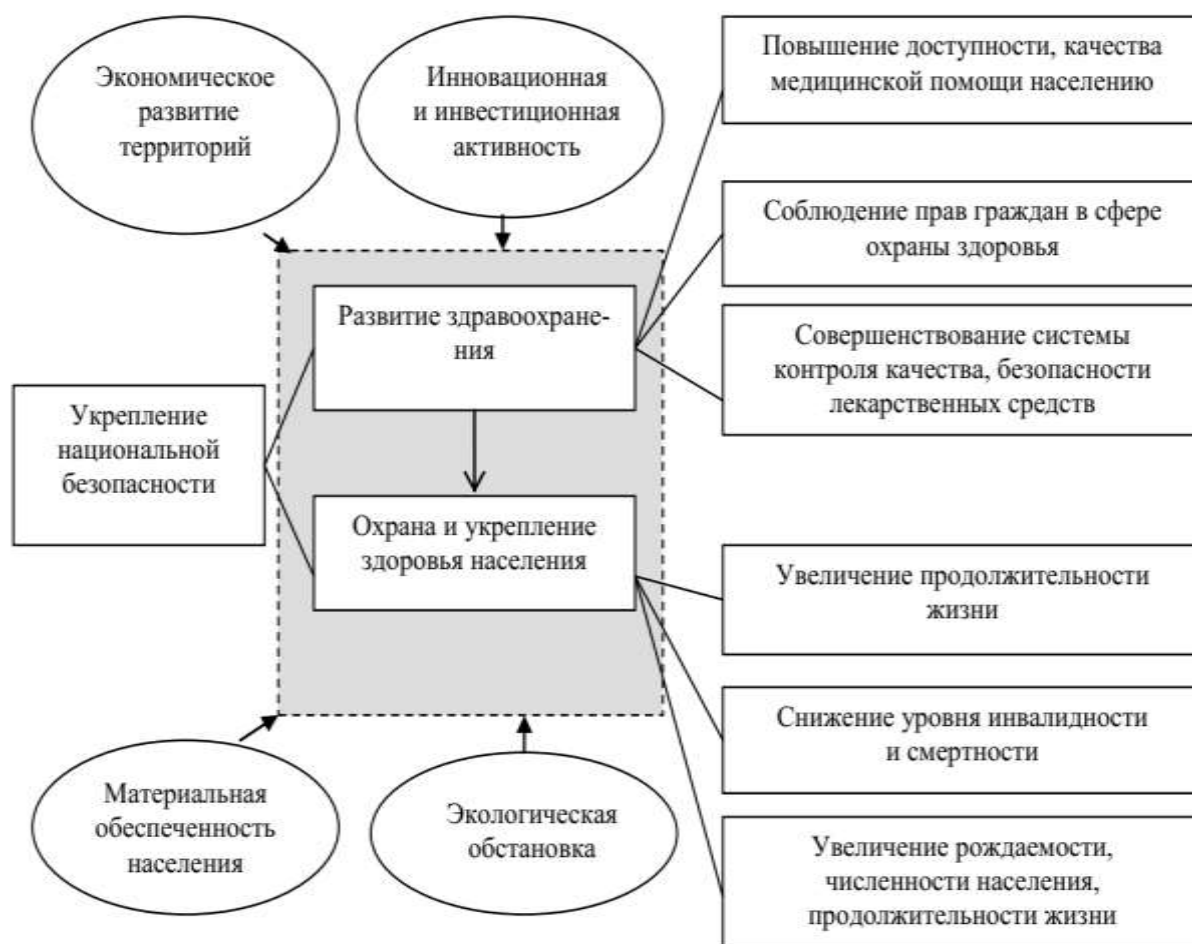 Экономическое
развитие
территорий
Инновационная
и инвестиционная
активность
Повышение доступности, качества
медицинской помощи населению
Соблюдение прав граждан в сфере
охраны здоровья
Развитие здравоохране-
ния
Совершенствование системы
контроля качества, безопасности
лекарственных средств
Укрепление
национальной
безопасности
Охрана и укрепление
здоровья населения
Увеличение продолжительности
жизни
Снижение уровня инвалидности
и смертности
Материальная
обеспеченность
населения
Экологическая
обстановка
Увеличение рождаемости,
численности населения,
продолжительности жизни